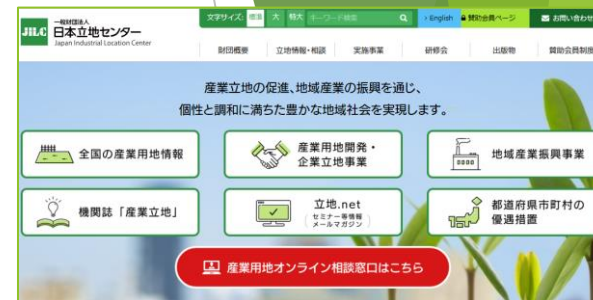 JILC 一般財団法人
日本立地センター
Japan Industrial Location Center
文字サイズ: 標準 大 特大 キーワード検索 › English 賛助会員ページ お問い合わせ
財団概要 立地情報・相談 実施事業 研修会 出版物 賛助会員制度
産業立地の促進、地域産業の振興を通じ、
個性と調和に満ちた豊かな地域社会を実現します。
全国の産業用地情報
産業用地開発・
企業立地事業
地域産業振興事業
機関誌「産業立地」
立地.net
(セミナー等情報
メールマガジン)
都道府県市町村の
優遇措置
産業用地オンライン相談窓口はこちら